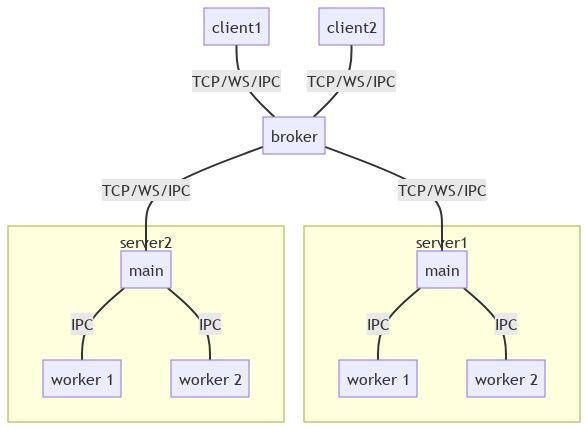 client1
client2
TCP/WS/IPC
TCP/WS/IPC
broker
TCP/WS/IPC
TCP/WS/IPC
server2
server1
main
main
IPC
IPC
IPC
IPC
worker 1
worker 2
worker 1
worker 2